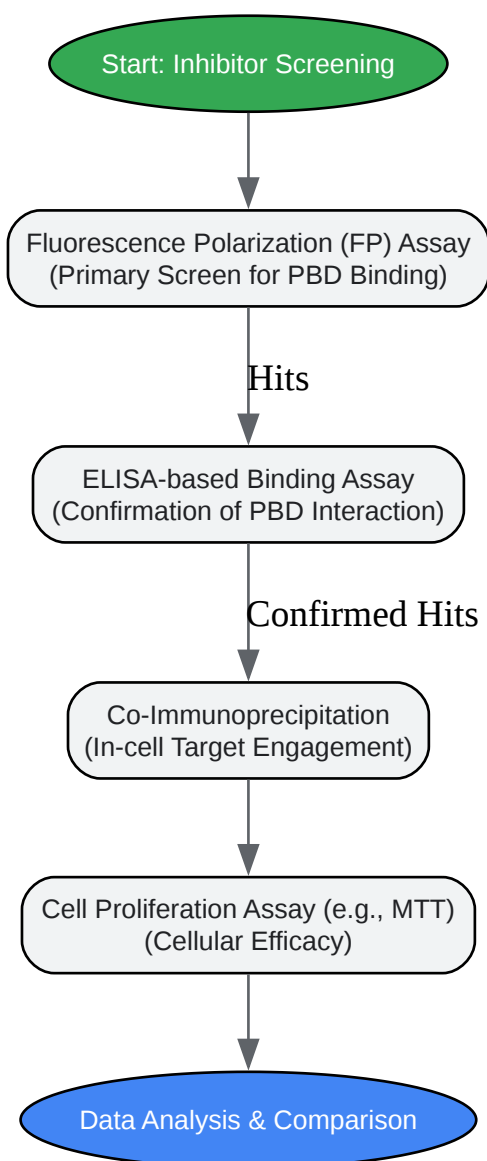 Start: Inhibitor Screening
Fluorescence Polarization (FP) Assay
(Primary Screen for PBD Binding)
Hits
ELISA-based Binding Assay
(Confirmation of PBD Interaction)
Confirmed Hits
Co-Immunoprecipitation
(In-cell Target Engagement)
Cell Proliferation Assay (e.g., MTT)
(Cellular Efficacy)
Data Analysis & Comparison